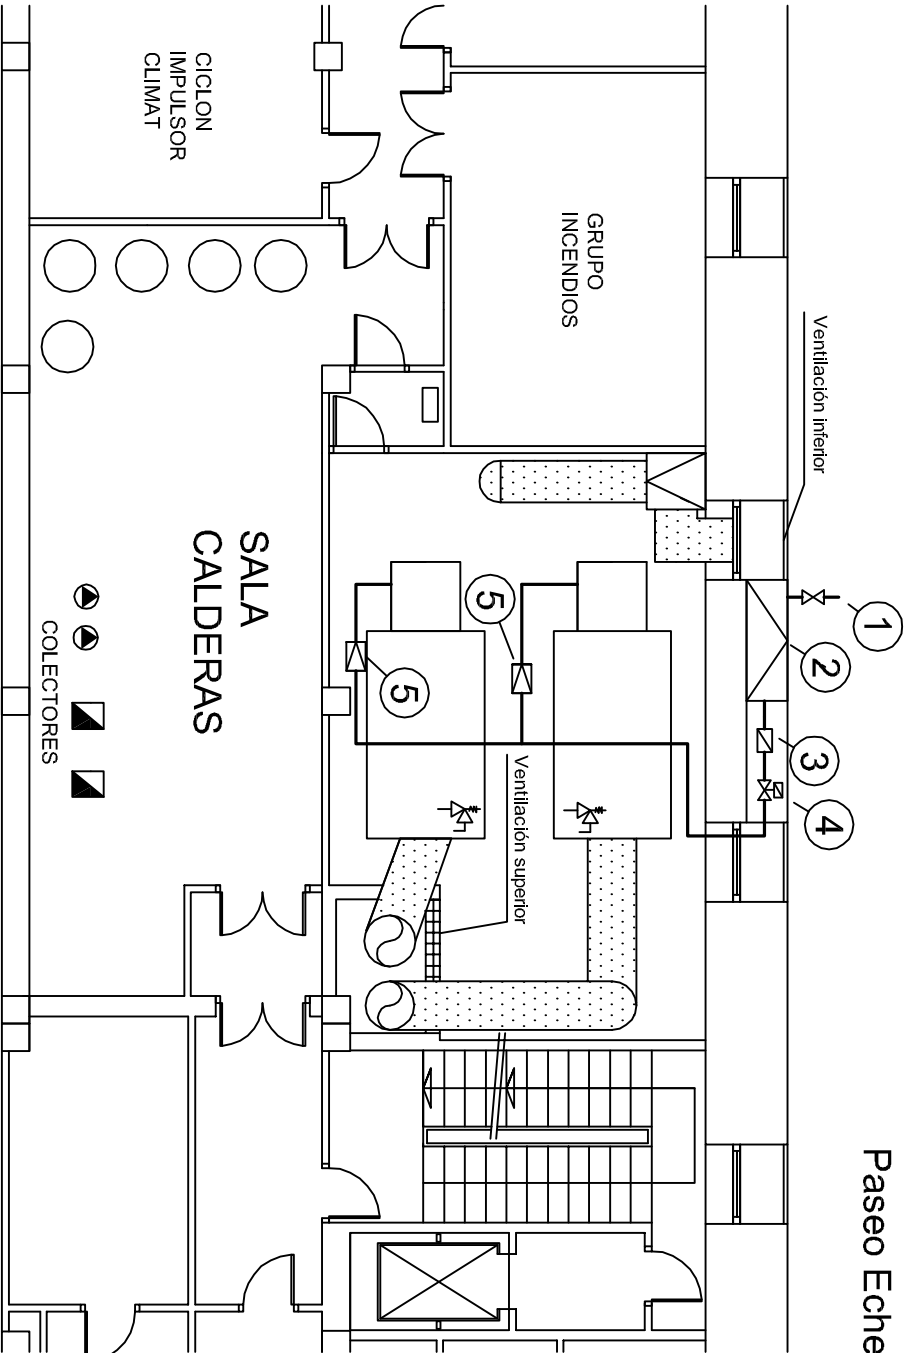 CICLON
IMPULSOR
CLIMAT
GRUPO
INCENDIOS
Ventilación inferior
1
2
3
4
5
5
SALA
CALDERAS
COLECTORES
Ventilación superior
Paseo Eche